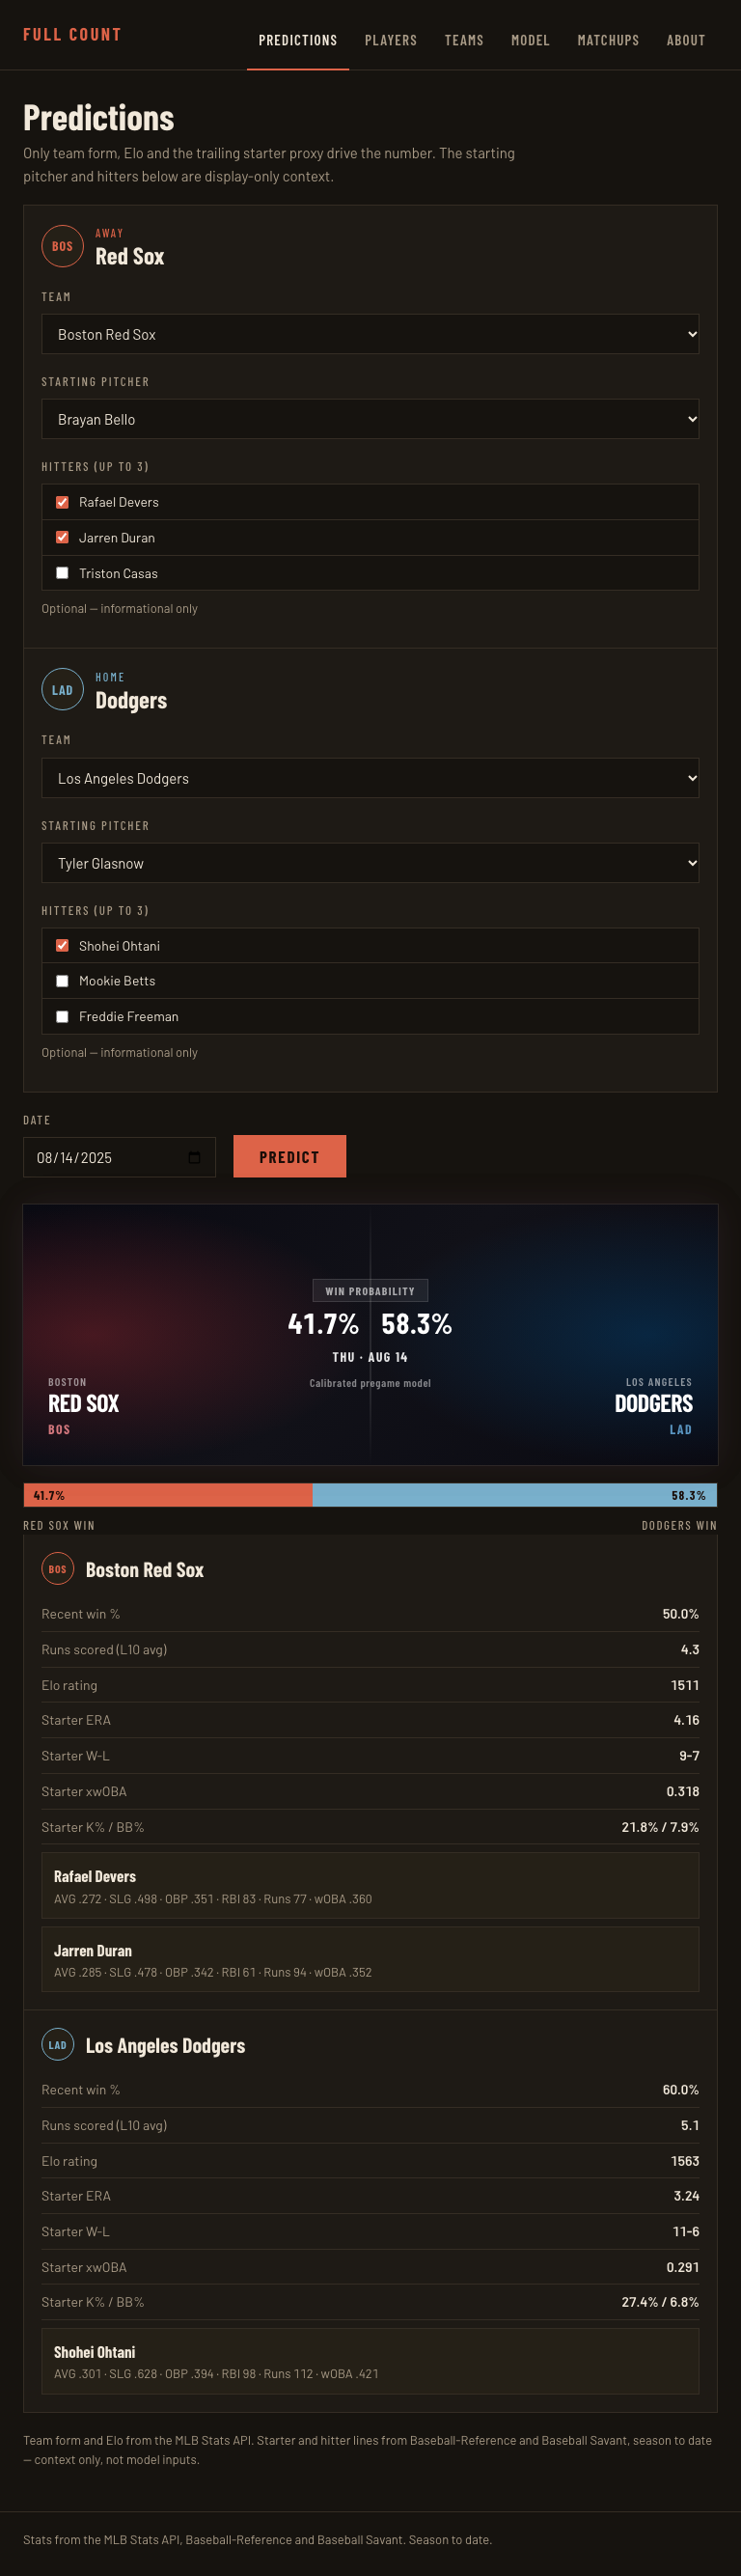 FULL COUNT
PREDICTIONS PLAYERS TEAMS MODEL MATCHUPS ABOUT
Predictions
Only team form, Elo and the trailing starter proxy drive the number. The starting
pitcher and hitters below are display-only context.
BOS
AWAY
Red Sox
TEAM
Boston Red Sox
STARTING PITCHER
Brayan Bello
HITTERS (UP TO 3)
Rafael Devers
Jarren Duran
Triston Casas
Optional — informational only
LAD
HOME
Dodgers
TEAM
Los Angeles Dodgers
STARTING PITCHER
Tyler Glasnow
HITTERS (UP TO 3)
Shohei Ohtani
Mookie Betts
Freddie Freeman
Optional — informational only
DATE
08/14/2025
PREDICT
WIN PROBABILITY
41.7% 58.3%
THU · AUG 14
Calibrated pregame model
BOSTON
RED SOX
BOS
LOS ANGELES
DODGERS
LAD
41.7% 58.3%
RED SOX WIN DODGERS WIN
BOS Boston Red Sox
Recent win % 50.0%
Runs scored (L10 avg) 4.3
Elo rating 1511
Starter ERA 4.16
Starter W-L 9-7
Starter xwOBA 0.318
Starter K% / BB% 21.8% / 7.9%
Rafael Devers
AVG .272 · SLG .498 · OBP .351 · RBI 83 · Runs 77 · wOBA .360
Jarren Duran
AVG .285 · SLG .478 · OBP .342 · RBI 61 · Runs 94 · wOBA .352
LAD Los Angeles Dodgers
Recent win % 60.0%
Runs scored (L10 avg) 5.1
Elo rating 1563
Starter ERA 3.24
Starter W-L 11-6
Starter xwOBA 0.291
Starter K% / BB% 27.4% / 6.8%
Shohei Ohtani
AVG .301 · SLG .628 · OBP .394 · RBI 98 · Runs 112 · wOBA .421
Team form and Elo from the MLB Stats API. Starter and hitter lines from Baseball-Reference and Baseball Savant, season to date
— context only, not model inputs.
Stats from the MLB Stats API, Baseball-Reference and Baseball Savant. Season to date.